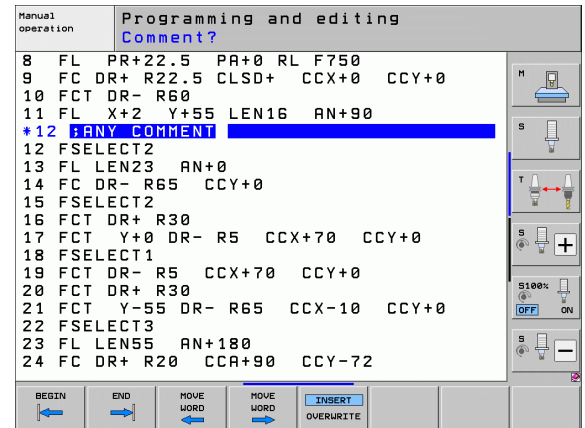 Manual
operation
Programming and editing
Comment?
8 FL PR+22.5 PA+0 RL F750
9 FC DR+ R22.5 CLSD+ CCX+0 CCY+0
10 FCT DR- R60
11 FL X+2 Y+55 LEN16 AN+90
*12 ;ANY COMMENT
12 FSELECT2
13 FL LEN23 AN+0
14 FC DR- R65 CCY+0
15 FSELECT2
16 FCT DR+ R30
17 FCT Y+0 DR- R5 CCX+70 CCY+0
18 FSELECT1
19 FCT DR- R5 CCX+70 CCY+0
20 FCT DR+ R30
21 FCT Y-55 DR- R65 CCX-10 CCY+0
22 FSELECT3
23 FL LEN55 AN+180
24 FC DR+ R20 CCA+90 CCY-72
M
S
T
S
+
S100%
OFF ON
S
-
BEGIN
END
MOVE
WORD
MOVE
WORD
INSERT
OVERWRITE